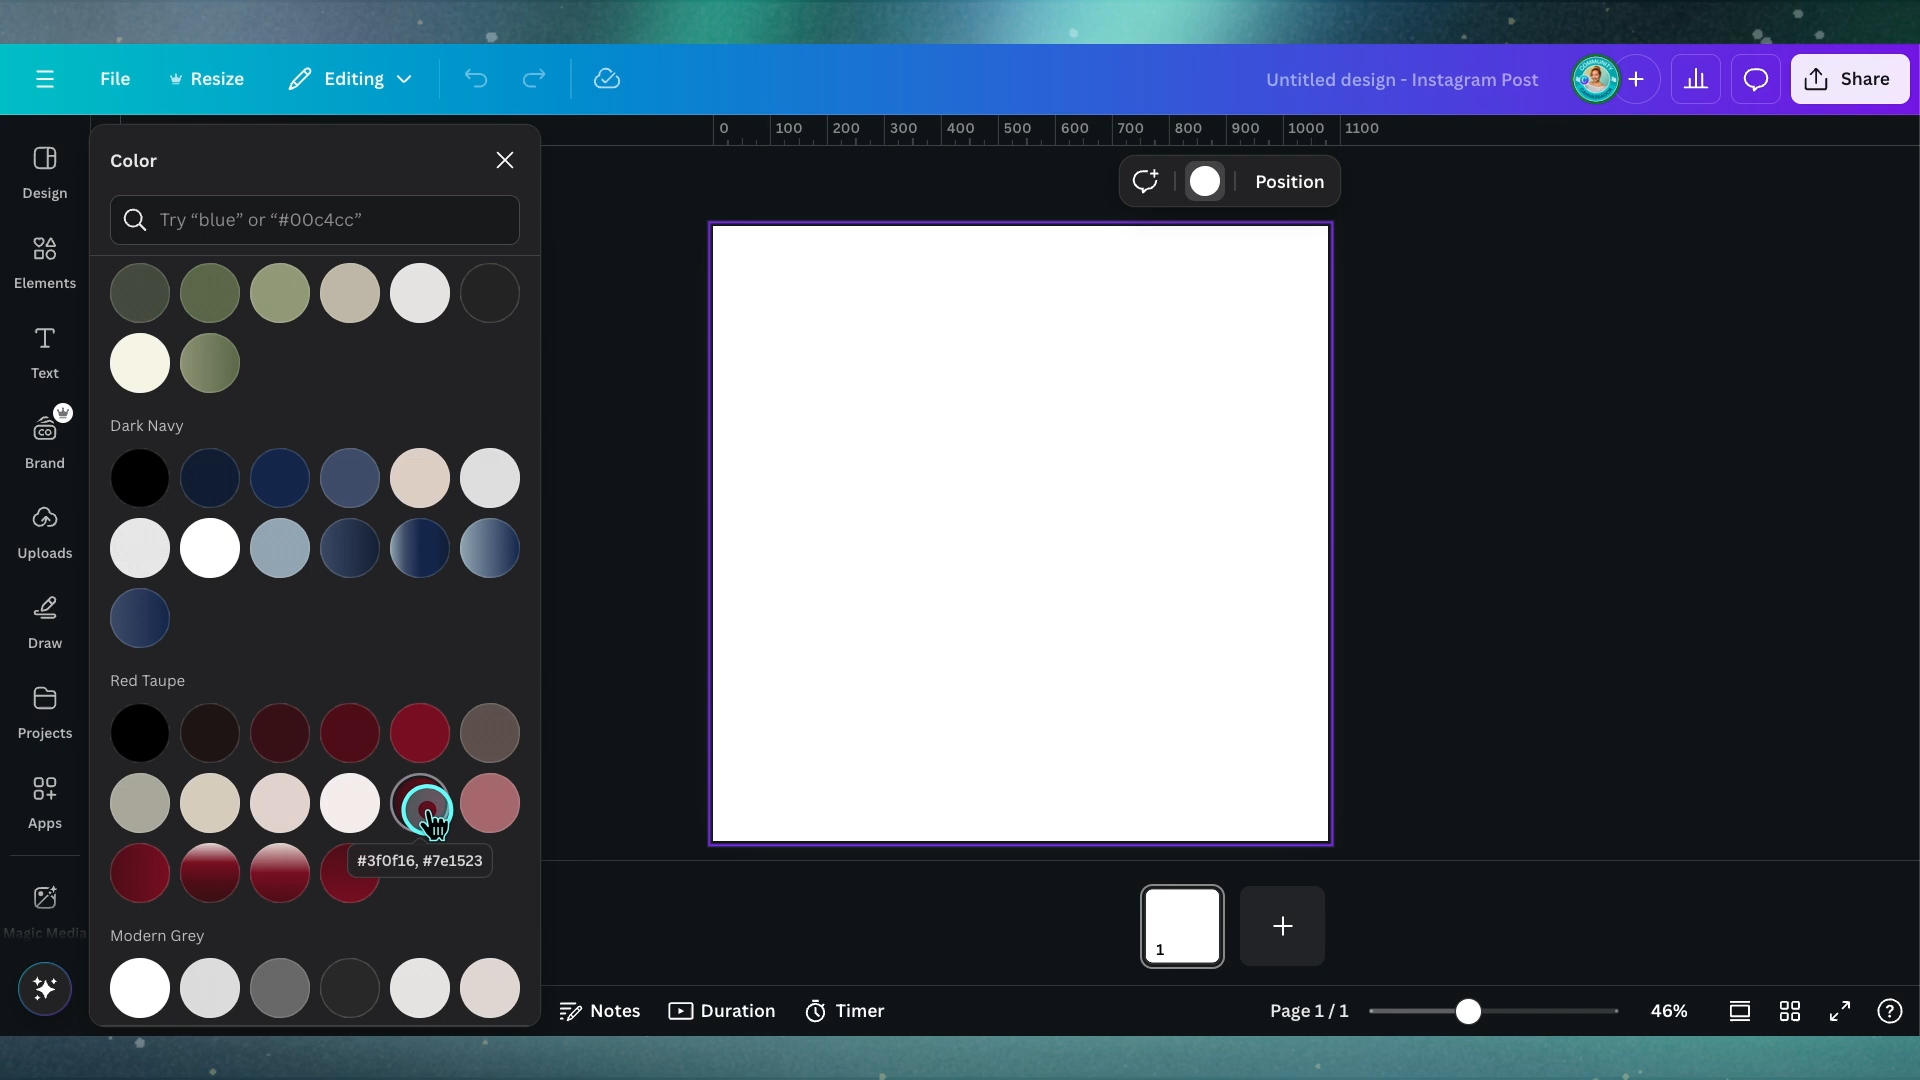 File
Resize
Editing
Untitled design - Instagram Post
Share
0 100 200 300 400 500 600 700 800 900 1000 1100
Color
Try “blue” or “#00c4cc”
Position
Design
Elements
Text
CO
Brand
Uploads
Draw
Projects
Apps
Magic Media
Dark Navy
Red Taupe
#3f0f16, #7e1523
Modern Grey
1
Notes
Duration
Timer
Page 1 / 1
46%